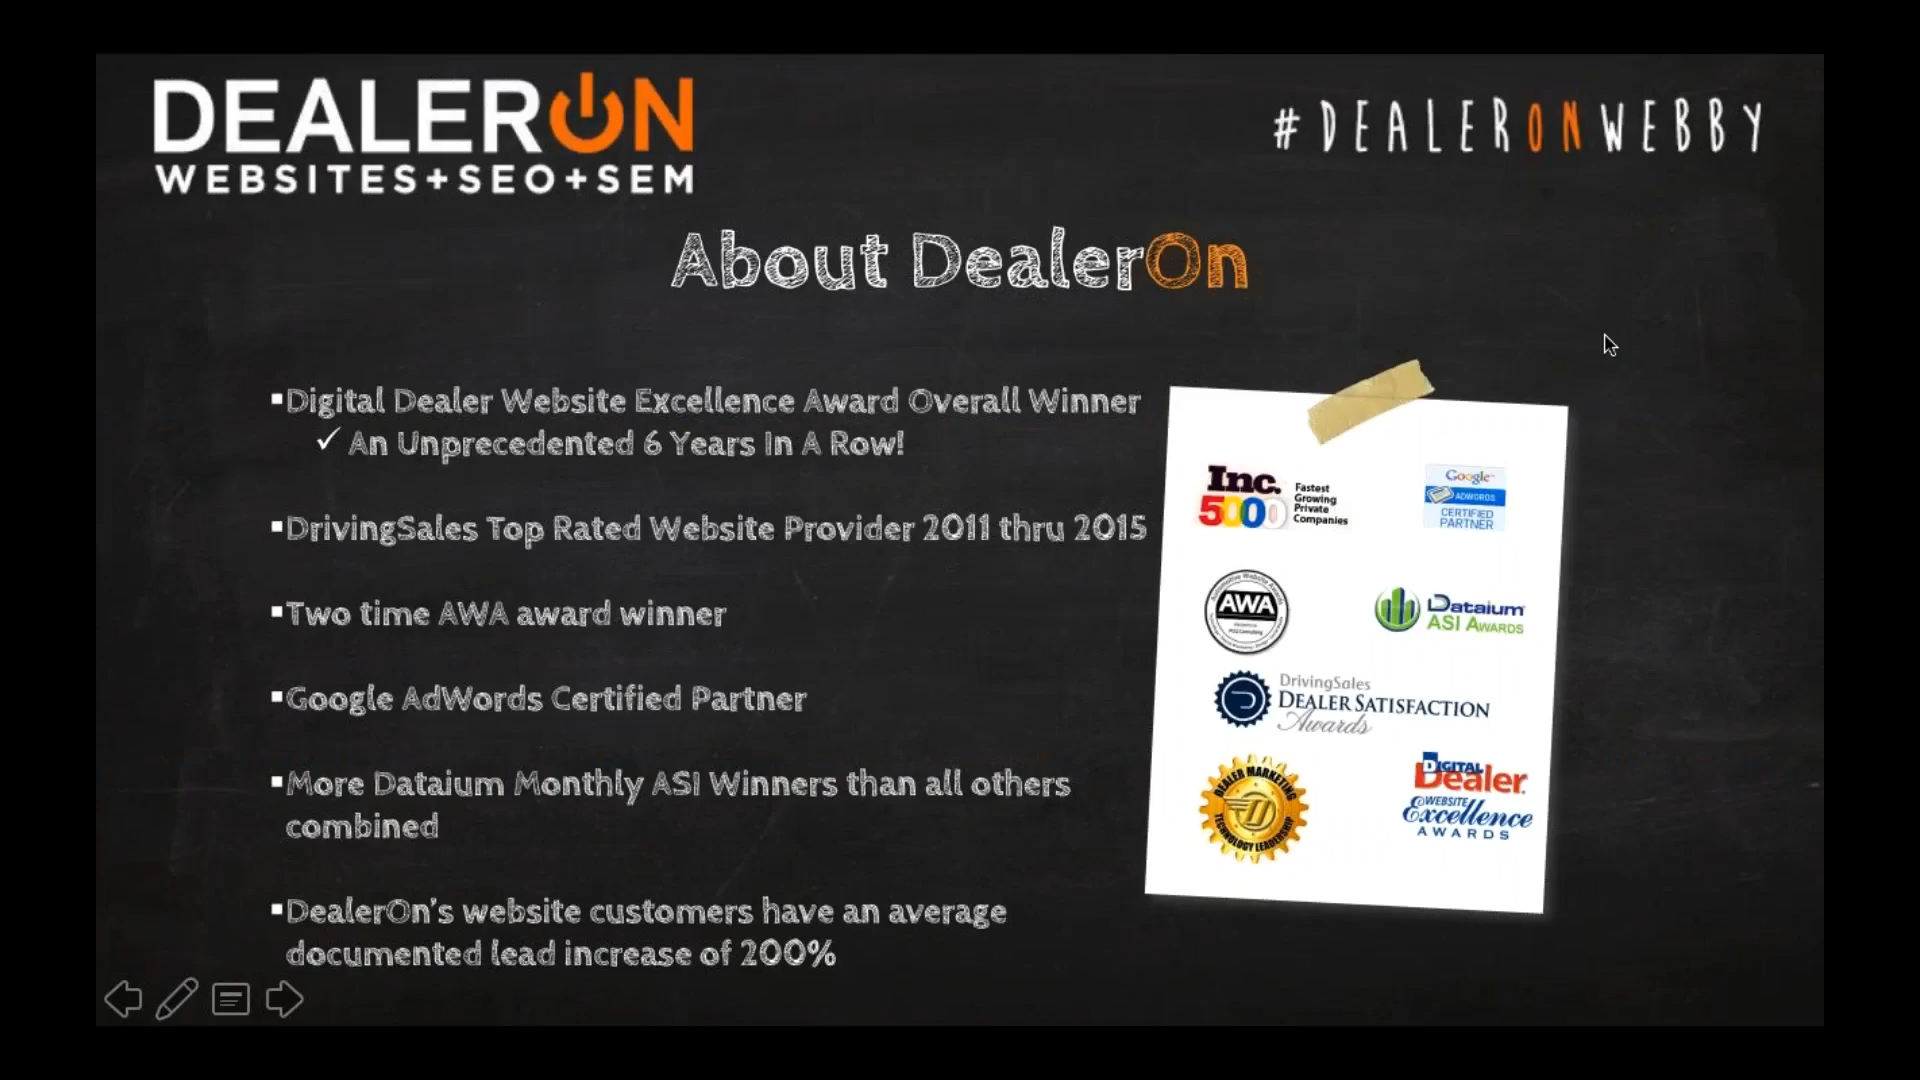 DEALERON
WEBSITES+SEO+SEM
#DEALERONWEBBY
About DealerOn
▪Digital Dealer Website Excellence Award Overall Winner
✓ An Unprecedented 6 Years In A Row!
▪DrivingSales Top Rated Website Provider 2011 thru 2015
▪Two time AWA award winner
▪Google AdWords Certified Partner
▪More Dataium Monthly ASI Winners than all others
combined
▪DealerOn's website customers have an average
documented lead increase of 200%
Inc.
5000
Fastest
Growing
Private
Companies
Google
ADWORDS
CERTIFIED
PARTNER
Automotive Website Awards
AWA
Dataium
ASI AWARDS
DrivingSales
DEALER SATISFACTION
Awards
DEALER MARKETING
TECHNOLOGY LEADERSHIP
DIGITAL
Dealer
WEBSITE
Excellence
AWARDS